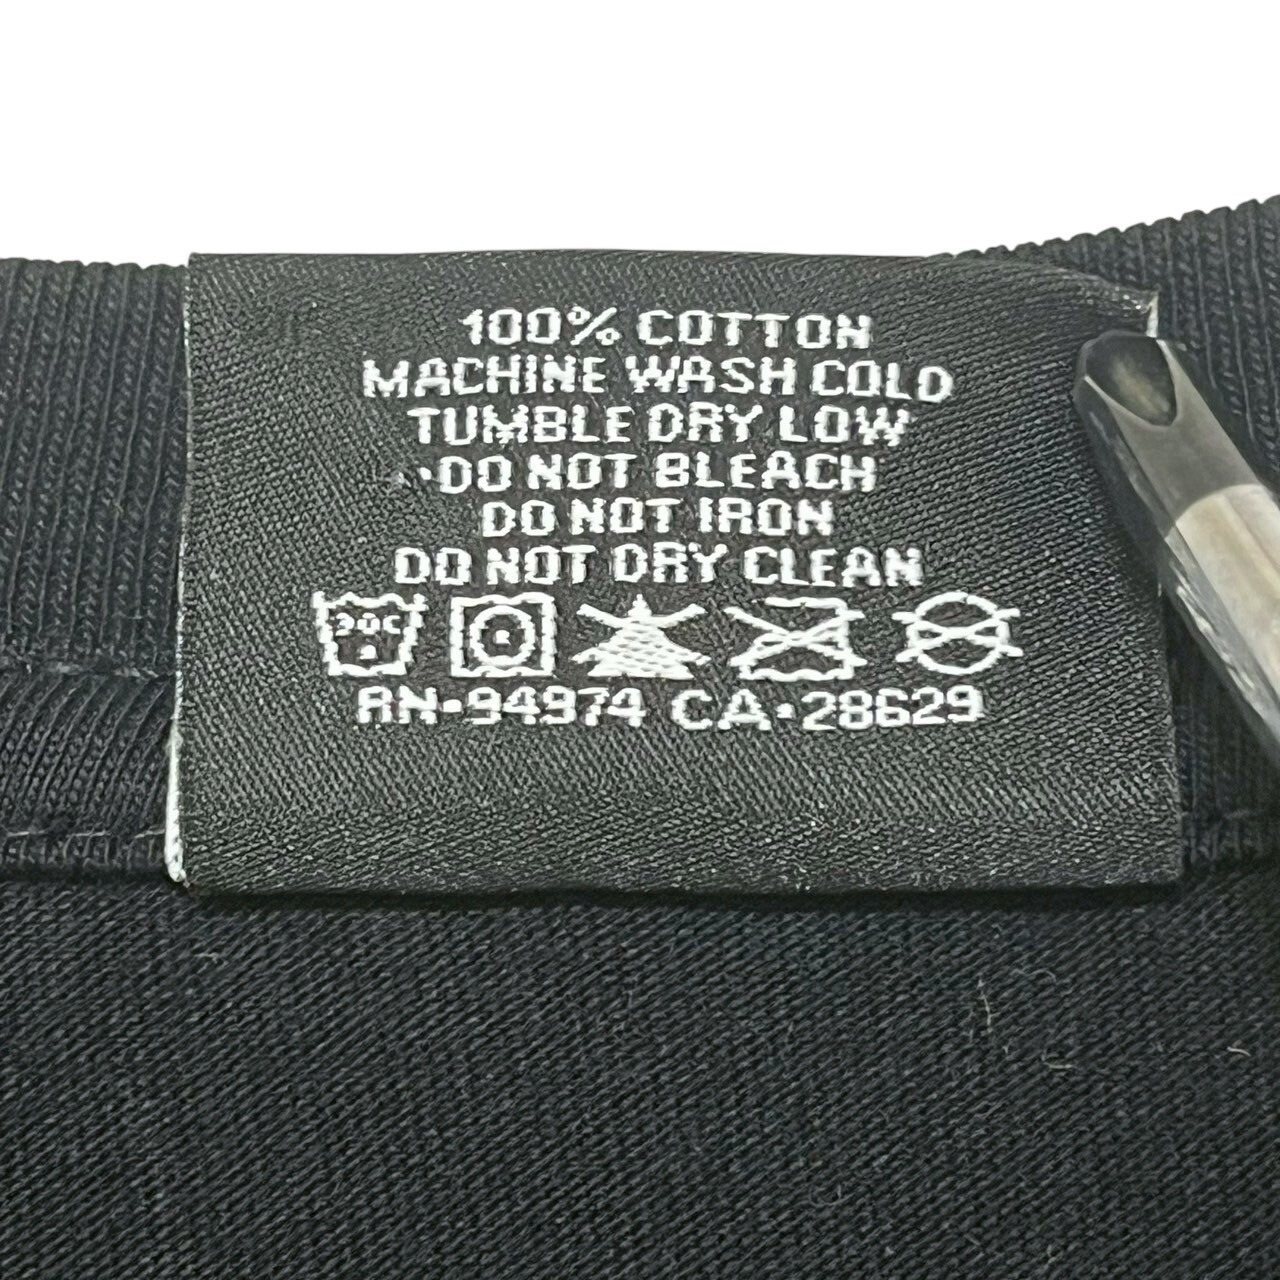 100% COTTON
MACHINE WASH COLD
TUMBLE DRY LOW
DO NOT BLEACH
DO NOT IRON
DO NOT DRY CLEAN
30C
RN•94974 CA•28629